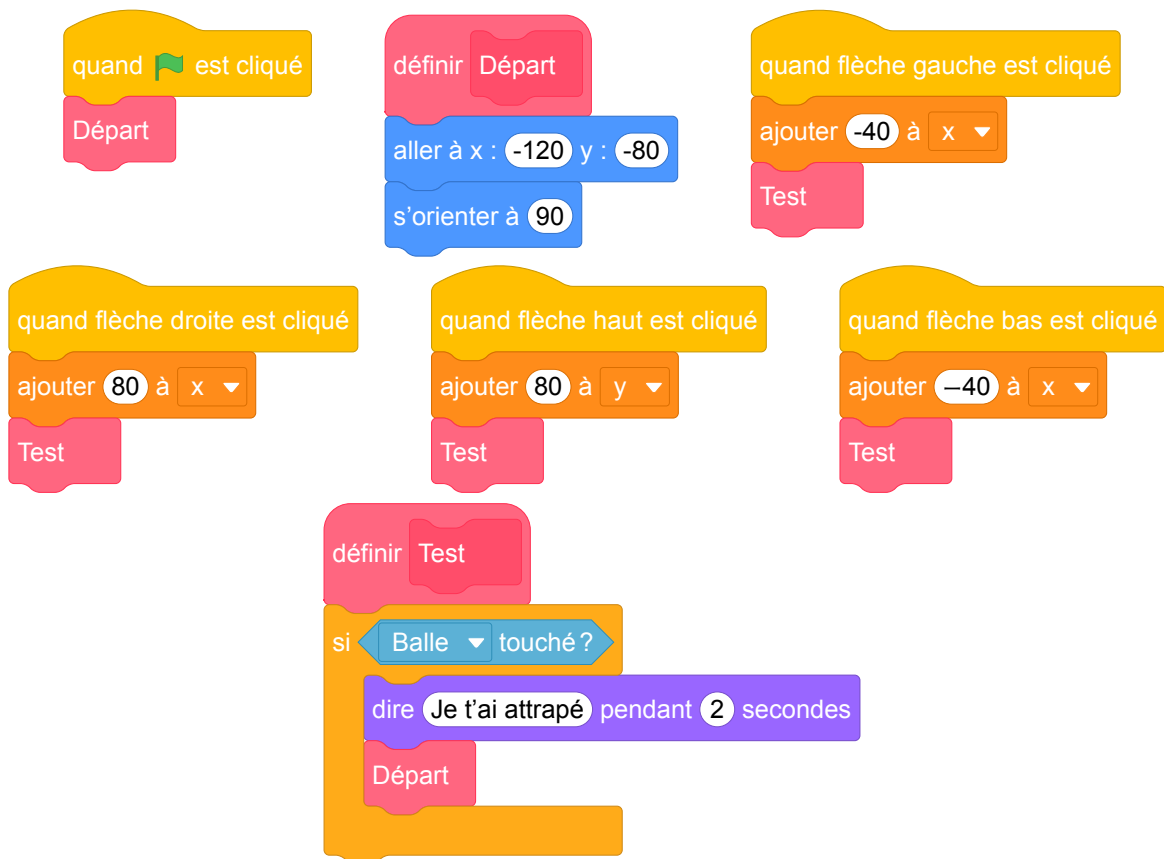 quand est cliqué
Départ
définir Départ
aller à x : -120 y : -80
s'orienter à 90
quand flèche gauche est cliqué
ajouter -40 à x
Test
quand flèche droite est cliqué
ajouter 80 à x
Test
quand flèche haut est cliqué
ajouter 80 à y
Test
quand flèche bas est cliqué
ajouter −40 à x
Test
définir Test
si Balle touché ?
dire Je t'ai attrapé pendant 2 secondes
Départ